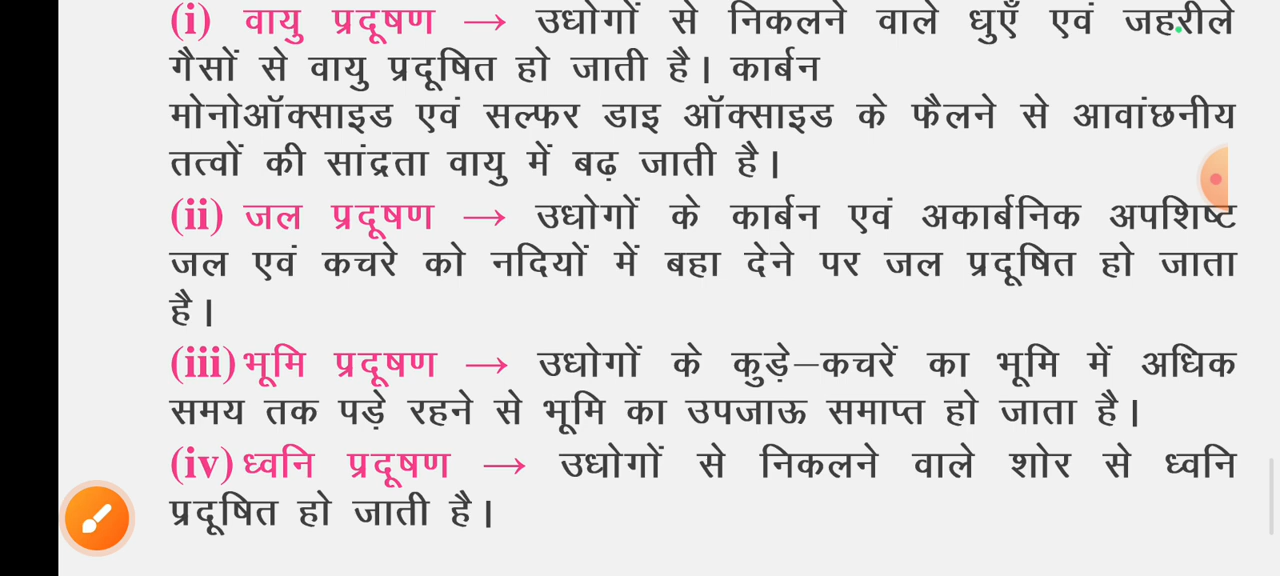 (i) वायु प्रदूषण → उधोगों से निकलने वाले धुएँ एवं जहरीले
गैसों से वायु प्रदूषित हो जाती है। कार्बन
मोनोऑक्साइड एवं सल्फर डाइ ऑक्साइड के फैलने से आवांछनीय
तत्वों की सांद्रता वायु में बढ़ जाती है।
(ii) जल प्रदूषण → उधोगों के कार्बन एवं अकार्बनिक अपशिष्ट
जल एवं कचरे को नदियों में बहा देने पर जल प्रदूषित हो जाता
है।
(iii) भूमि प्रदूषण → उधोगों के कुड़े–कचरें का भूमि में अधिक
समय तक पड़े रहने से भूमि का उपजाऊ समाप्त हो जाता है।
(iv) ध्वनि प्रदूषण → उधोगों से निकलने वाले शोर से ध्वनि
प्रदूषित हो जाती है।